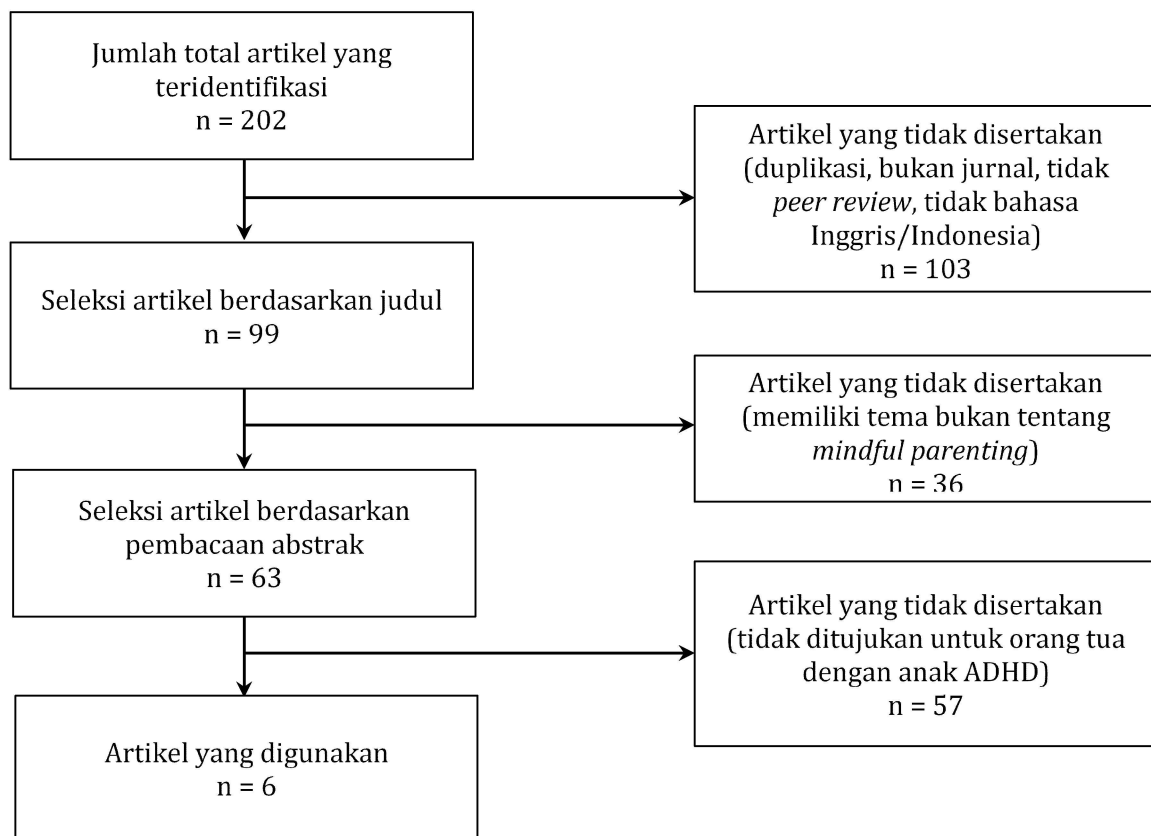 Jumlah total artikel yang
teridentifikasi
n = 202
Artikel yang tidak disertakan
(duplikasi, bukan jurnal, tidak
peer review, tidak bahasa
Inggris/Indonesia)
n = 103
Seleksi artikel berdasarkan judul
n = 99
Artikel yang tidak disertakan
(memiliki tema bukan tentang
mindful parenting)
n = 36
Seleksi artikel berdasarkan
pembacaan abstrak
n = 63
Artikel yang tidak disertakan
(tidak ditujukan untuk orang tua
dengan anak ADHD)
n = 57
Artikel yang digunakan
n = 6